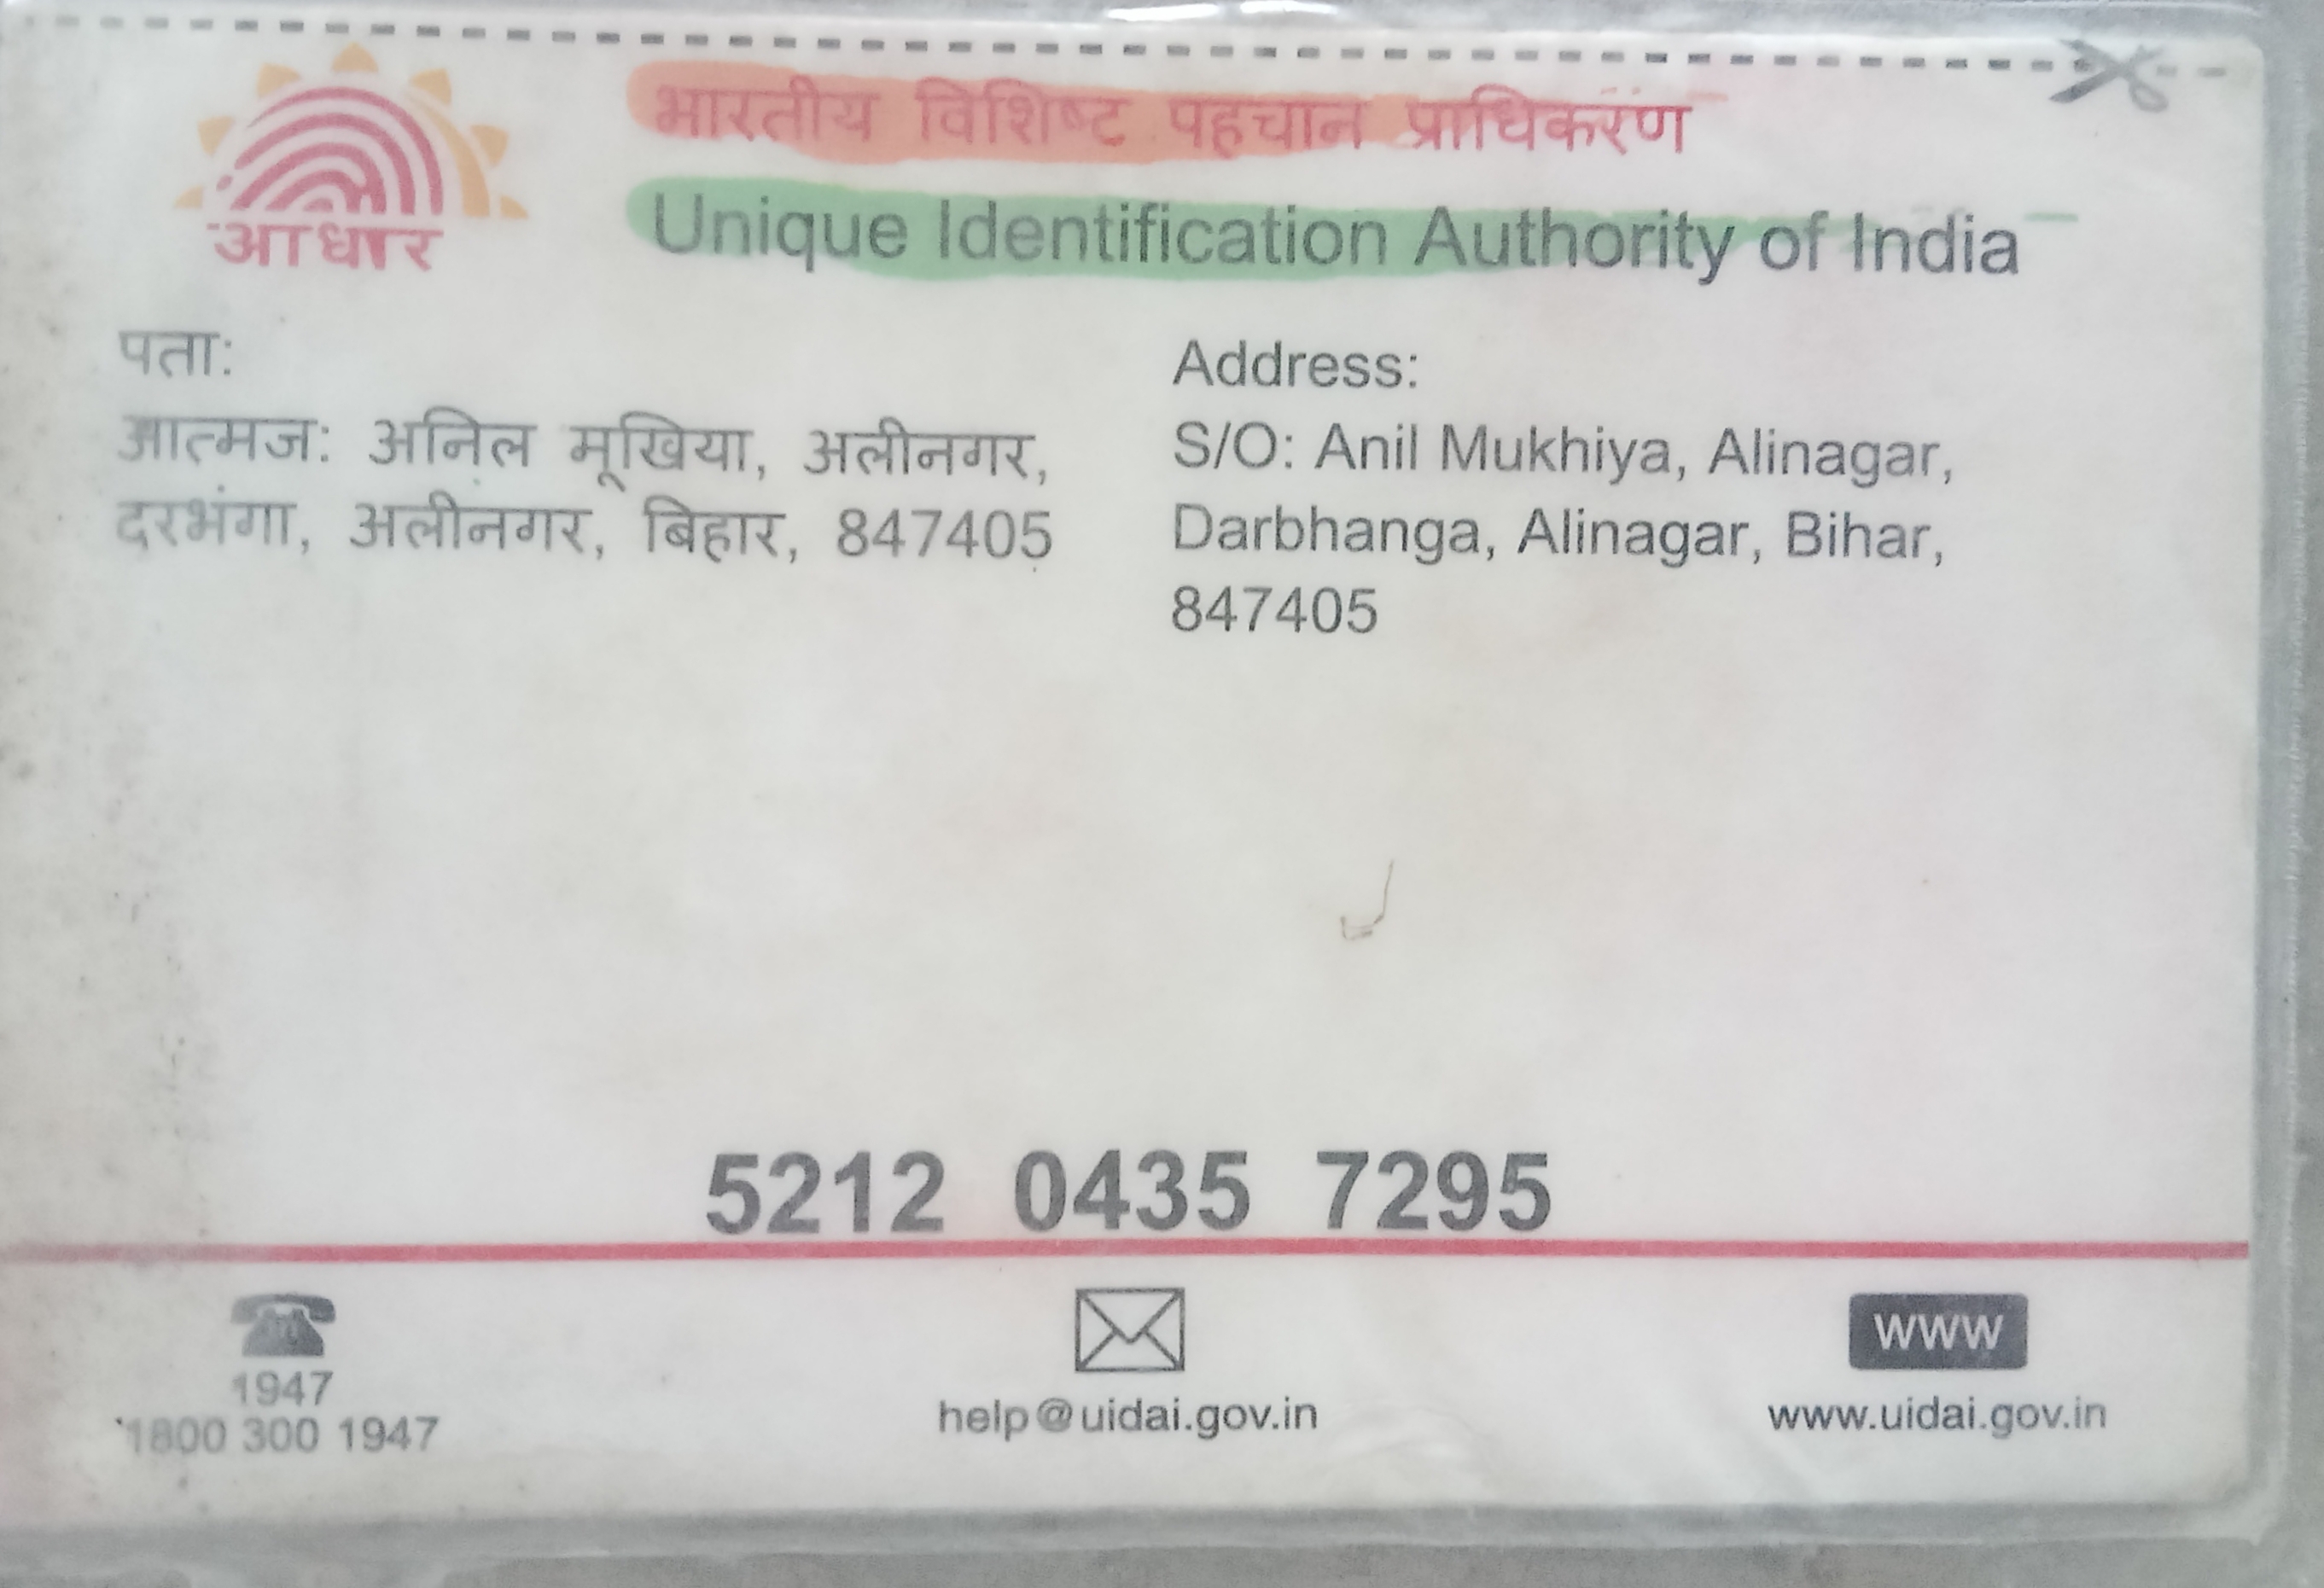 भारतीय विशिष्ट पहचान प्राधिकरण
Unique Identification Authority of India
आधार
पता:
आत्मज: अनिल मूखिया, अलीनगर,
दरभंगा, अलीनगर, बिहार, 847405
Address:
S/O: Anil Mukhiya, Alinagar,
Darbhanga, Alinagar, Bihar,
847405
5212 0435 7295
1947
1800 300 1947
help@uidai.gov.in
www
www.uidai.gov.in